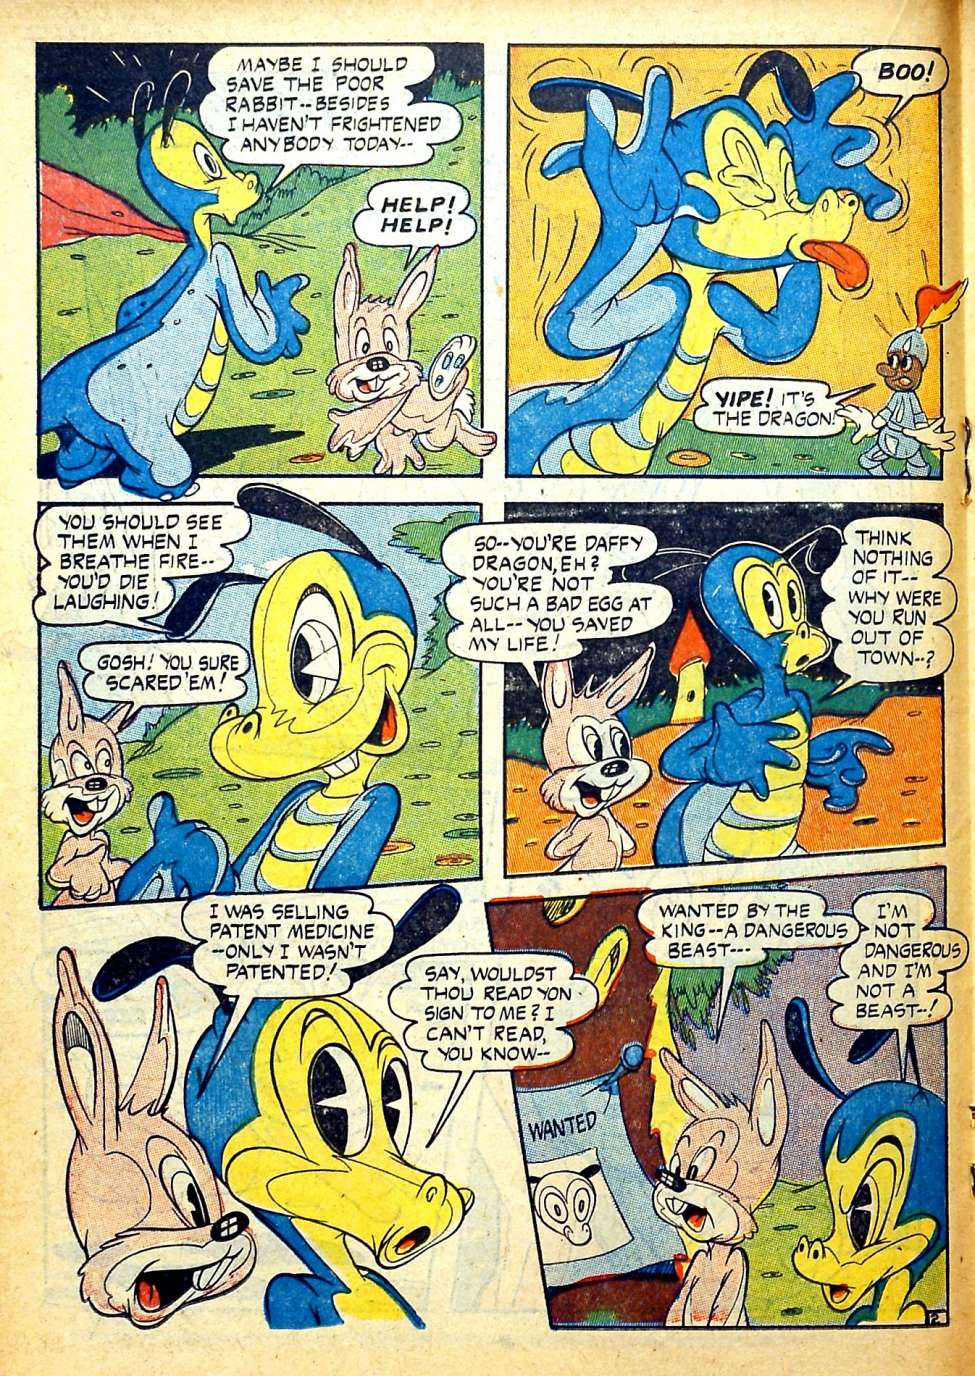 MAYBE I SHOULD
SAVE THE POOR
RABBIT--BESIDES
I HAVEN'T FRIGHTENED
ANYBODY TODAY--
HELP!
HELP!
BOO!
YIPE! IT'S
THE DRAGON!
YOU SHOULD SEE
THEM WHEN I
BREATHE FIRE--
YOU'D DIE
LAUGHING!
GOSH! YOU SURE
SCARED 'EM!
SO--YOU'RE DAFFY
DRAGON, EH?
YOU'RE NOT
SUCH A BAD EGG AT
ALL--YOU SAVED
MY LIFE!
THINK
NOTHING
OF IT--
WHY WERE
YOU RUN
OUT OF
TOWN--?
I WAS SELLING
PATENT MEDICINE
--ONLY I WASN'T
PATENTED!
SAY, WOULDST
THOU READ YON
SIGN TO ME? I
CAN'T READ,
YOU KNOW--
WANTED BY THE
KING--A DANGEROUS
BEAST---
I'M
NOT
DANGEROUS
AND I'M
NOT A
BEAST--!
WANTED
2